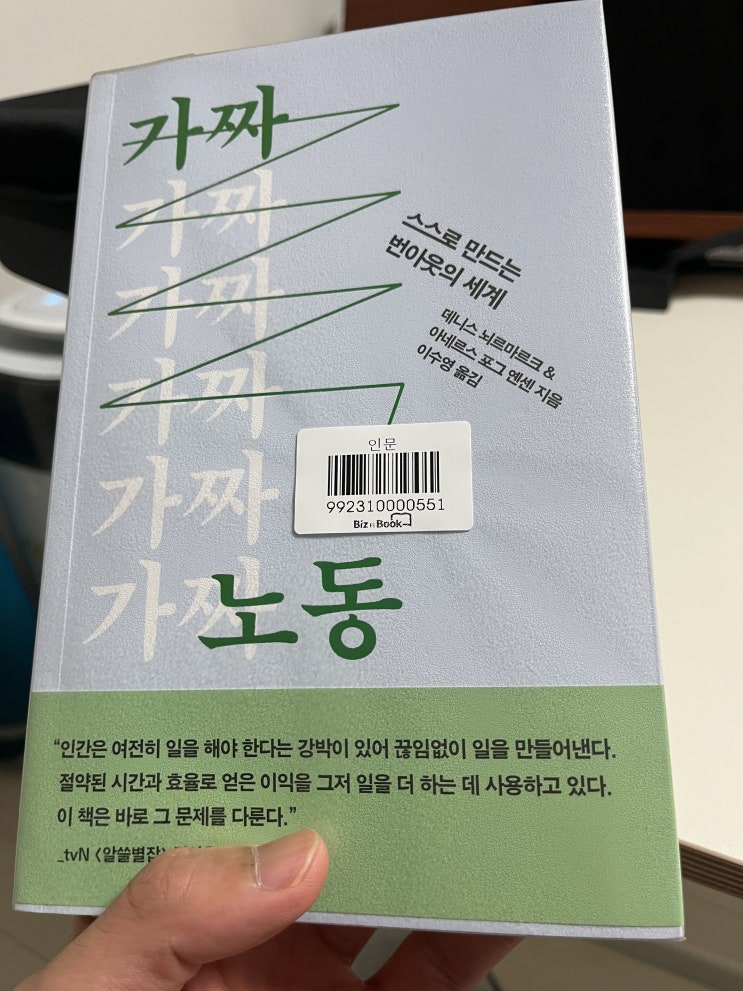 가짜
가짜
가짜
가짜
가짜
가짜
노동
스스로 만드는
번아웃의 세계
데니스 뇌르마르크 &
아네르스 포그 옌센 지음
이수영 옮김
인문
992310000551
Biz n Book
“인간은 여전히 일을 해야 한다는 강박이 있어 끊임없이 일을 만들어낸다.
절약된 시간과 효율로 얻은 이익을 그저 일을 더 하는 데 사용하고 있다.
이 책은 바로 그 문제를 다룬다.”
_tvN <알쓸별잡>